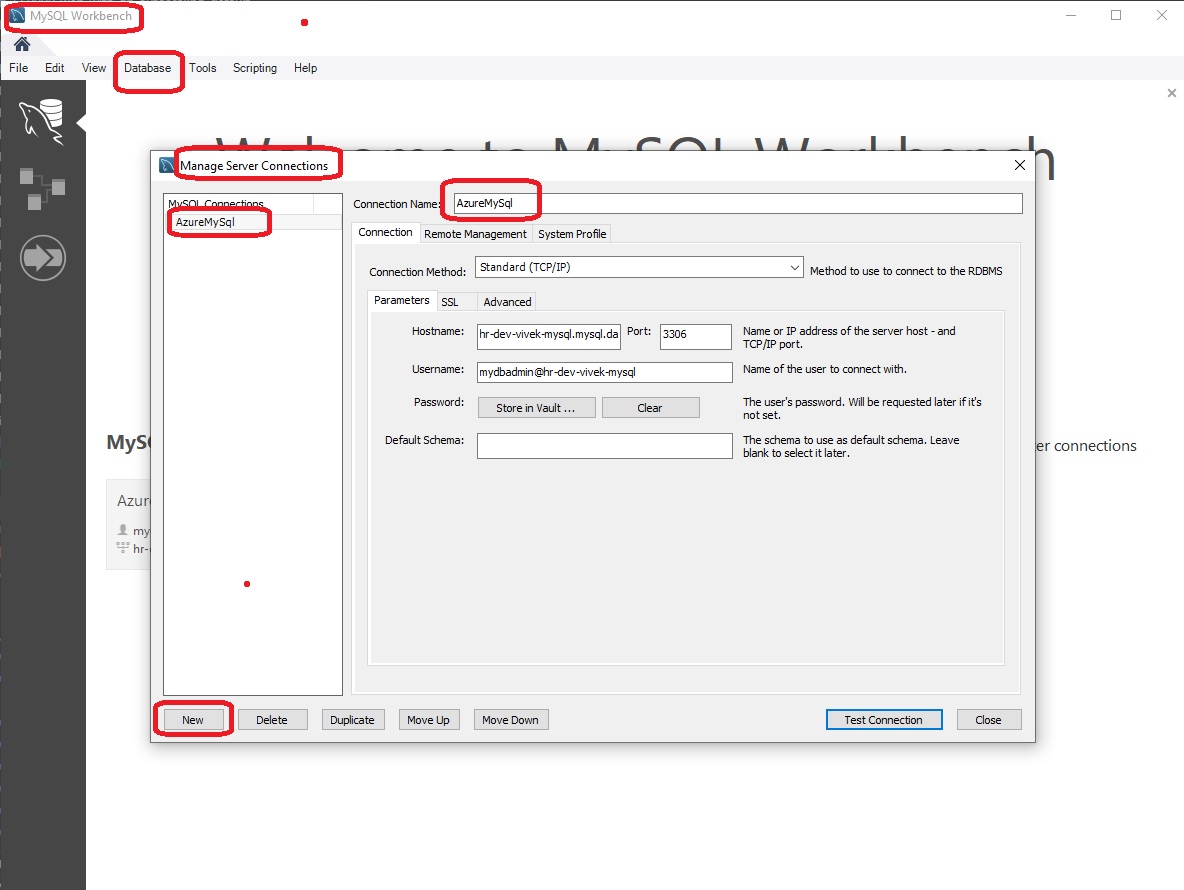 MySQL Workbench
File Edit View Database Tools Scripting Help
Welcome to MySQL Workbench
Manage Server Connections
MySQL Connections
AzureMySql
Connection Name: AzureMySql
Connection Remote Management System Profile
Connection Method: Standard (TCP/IP) Method to use to connect to the RDBMS
Parameters SSL Advanced
Hostname: hr-dev-vivek-mysql.mysql.da Port: 3306 Name or IP address of the server host - and
TCP/IP port.
Username: mydbadmin@hr-dev-vivek-mysql Name of the user to connect with.
Password: Store in Vault ... Clear The user's password. Will be requested later if it's
not set.
Default Schema: The schema to use as default schema. Leave
blank to select it later.
MySQ
er connections
Azur
my
hr-
New Delete Duplicate Move Up Move Down Test Connection Close